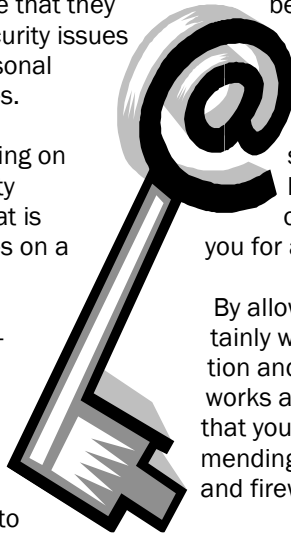 e that they
curity issues
sonal
s.
ing on
ty
at is
s on a
-
to
be
@
s
you for a
By allow
tainly w
tion and
works a
that you
mending
and firew